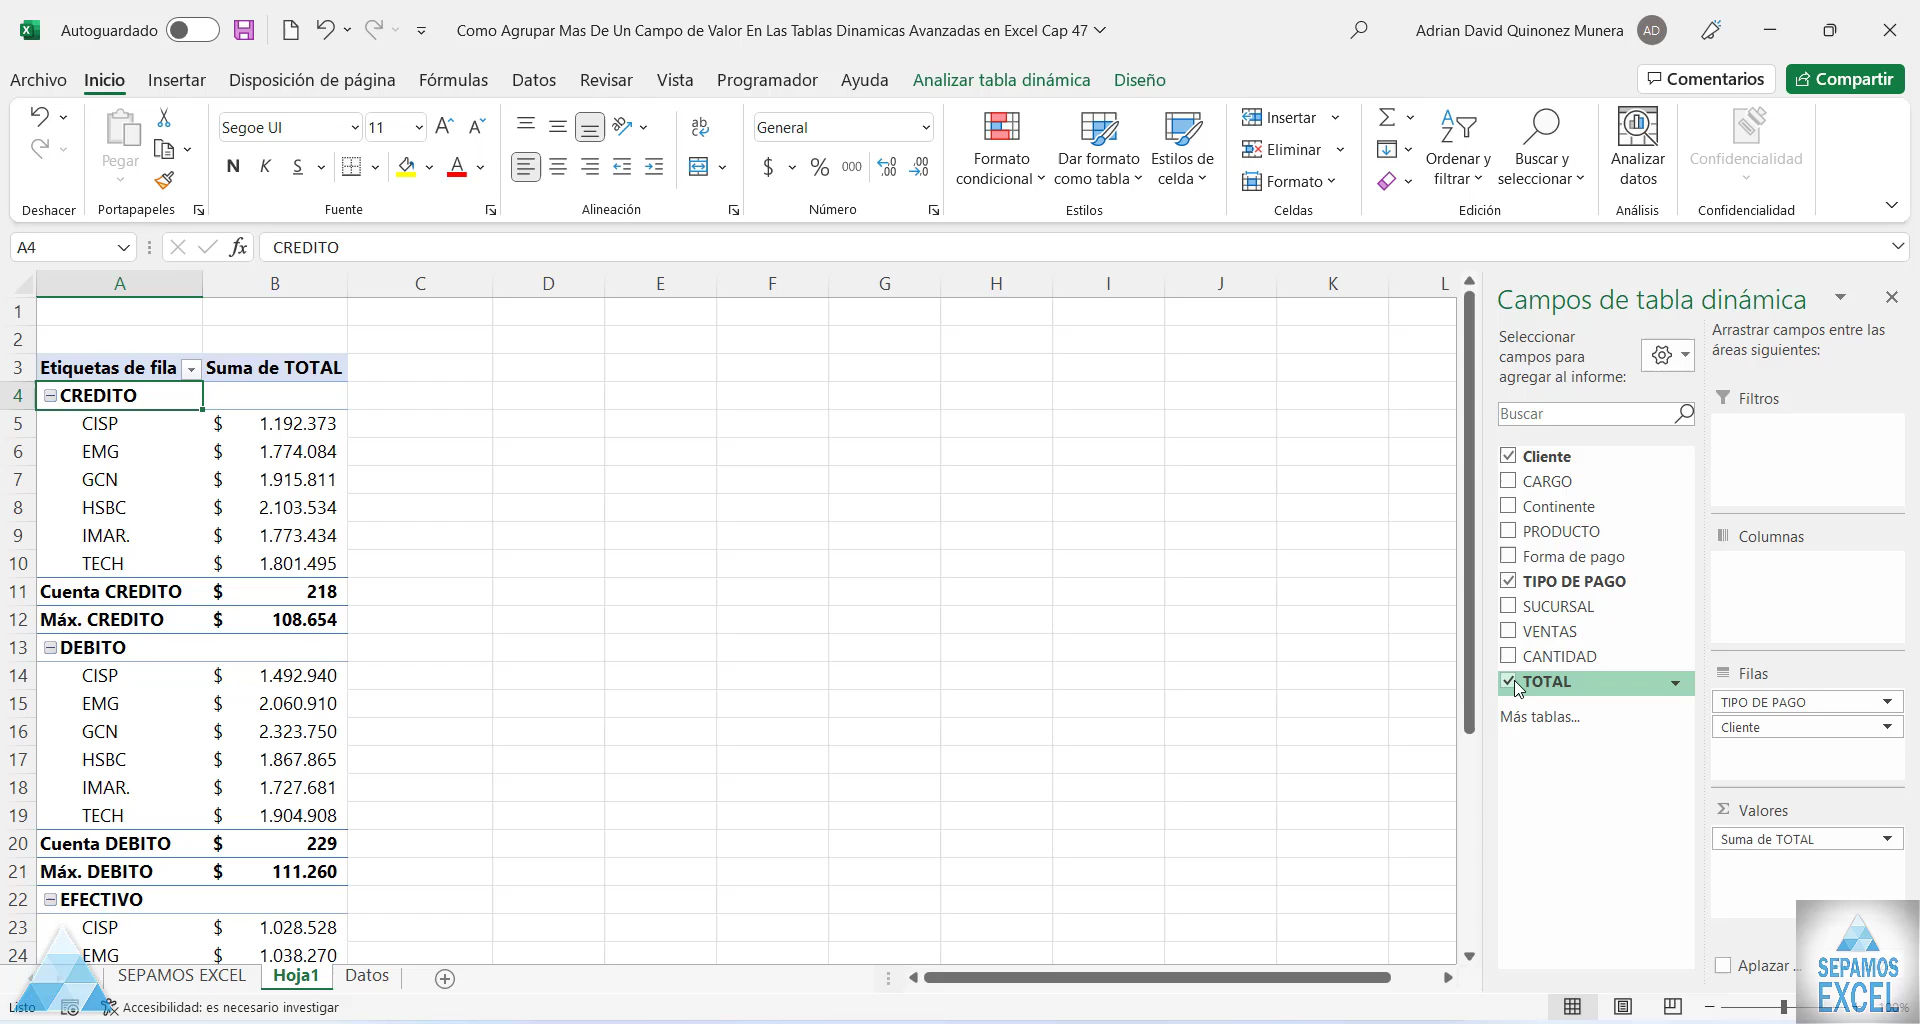 Autoguardado
Como Agrupar Mas De Un Campo de Valor En Las Tablas Dinamicas Avanzadas en Excel Cap 47
Adrian David Quinonez Munera AD
Archivo Inicio Insertar Disposición de página Fórmulas Datos Revisar Vista Programador Ayuda Analizar tabla dinámica Diseño Comentarios Compartir
Segoe UI 11 General
Pegar
N K S
$ % 000
Formato condicional
Dar formato como tabla
Estilos de celda
Insertar
Eliminar
Formato
Ordenar y filtrar
Buscar y seleccionar
Analizar datos
Confidencialidad
Deshacer Portapapeles Fuente Alineación Número Estilos Celdas Edición Análisis Confidencialidad
A4 fx CREDITO
A B C D E F G H I J K L
1
2
3 Etiquetas de fila Suma de TOTAL
4 CREDITO
5 CISP $ 1.192.373
6 EMG $ 1.774.084
7 GCN $ 1.915.811
8 HSBC $ 2.103.534
9 IMAR. $ 1.773.434
10 TECH $ 1.801.495
11 Cuenta CREDITO $ 218
12 Máx. CREDITO $ 108.654
13 DEBITO
14 CISP $ 1.492.940
15 EMG $ 2.060.910
16 GCN $ 2.323.750
17 HSBC $ 1.867.865
18 IMAR. $ 1.727.681
19 TECH $ 1.904.908
20 Cuenta DEBITO $ 229
21 Máx. DEBITO $ 111.260
22 EFECTIVO
23 CISP $ 1.028.528
24 EMG $ 1.038.270
Campos de tabla dinámica
Seleccionar
campos para
agregar al informe:
Buscar
Cliente
CARGO
Continente
PRODUCTO
Forma de pago
TIPO DE PAGO
SUCURSAL
VENTAS
CANTIDAD
TOTAL
Más tablas...
Arrastrar campos entre las
áreas siguientes:
Filtros
Columnas
Filas
TIPO DE PAGO
Cliente
Valores
Suma de TOTAL
Aplazar ...
SEPAMOS EXCEL Hoja1 Datos
Listo Accesibilidad: es necesario investigar
SEPAMOS
EXCEL